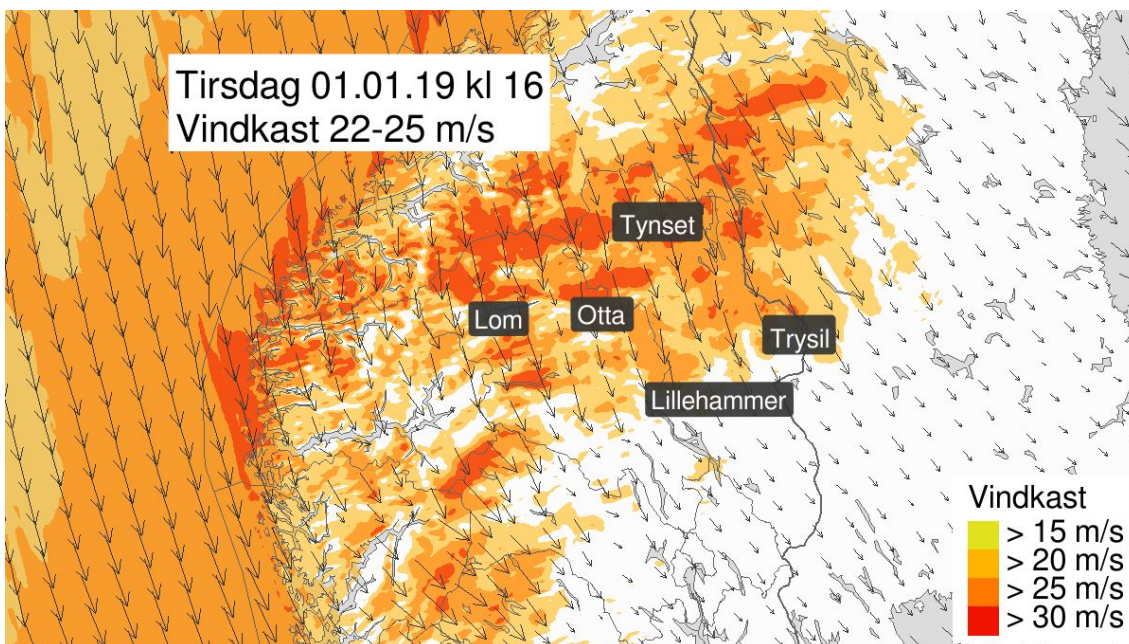 Tirsdag 01.01.19 kl 16
Vindkast 22-25 m/s
Tynset
Lom
Otta
Trysil
Lillehammer
Vindkast
> 15 m/s
> 20 m/s
> 25 m/s
> 30 m/s